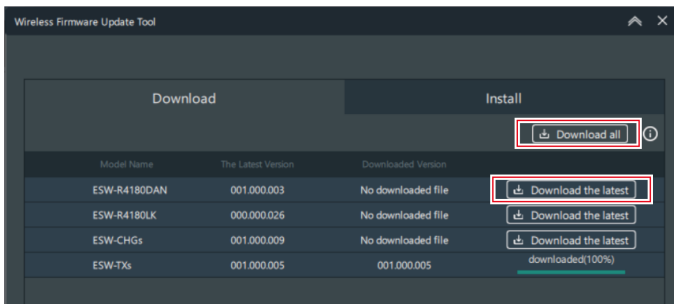 Wireless Firmware Update Tool
Download Install
Download all
Model Name The Latest Version Downloaded Version
ESW-R4180DAN 001.000.003 No downloaded file Download the latest
ESW-R4180LK 000.000.026 No downloaded file Download the latest
ESW-CHGs 001.000.009 No downloaded file Download the latest
ESW-TXs 001.000.005 001.000.005 downloaded(100%)